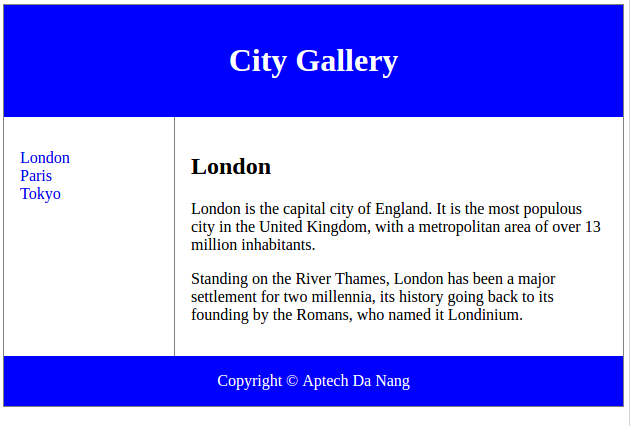 City Gallery
London
Paris
Tokyo
London
London is the capital city of England. It is the most populous
city in the United Kingdom, with a metropolitan area of over 13
million inhabitants.
Standing on the River Thames, London has been a major
settlement for two millennia, its history going back to its
founding by the Romans, who named it Londinium.
Copyright © Aptech Da Nang